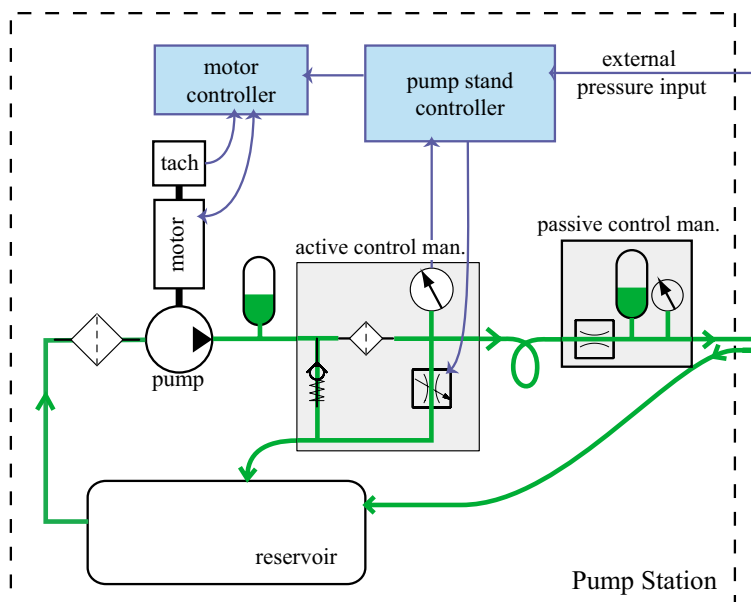 motor
controller
pump stand
controller
external
pressure input
tach
motor
active control man.
passive control man.
pump
reservoir
Pump Station